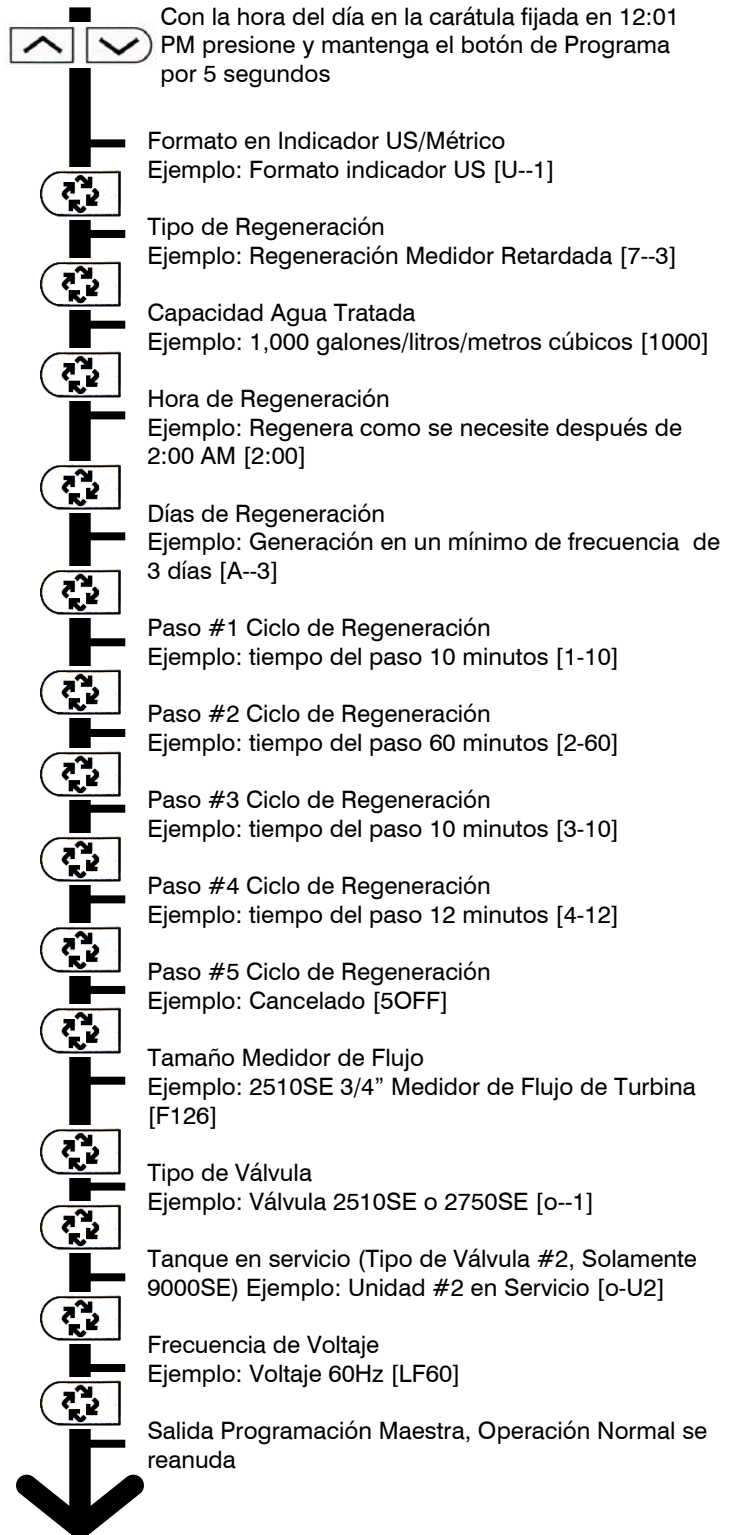 Con la hora del día en la carátula fijada en 12:01
PM presione y mantenga el botón de Programa
por 5 segundos
Formato en Indicador US/Métrico
Ejemplo: Formato indicador US [U--1]
Tipo de Regeneración
Ejemplo: Regeneración Medidor Retardada [7--3]
Capacidad Agua Tratada
Ejemplo: 1,000 galones/litros/metros cúbicos [1000]
Hora de Regeneración
Ejemplo: Regenera como se necesite después de
2:00 AM [2:00]
Días de Regeneración
Ejemplo: Generación en un mínimo de frecuencia de
3 días [A--3]
Paso #1 Ciclo de Regeneración
Ejemplo: tiempo del paso 10 minutos [1-10]
Paso #2 Ciclo de Regeneración
Ejemplo: tiempo del paso 60 minutos [2-60]
Paso #3 Ciclo de Regeneración
Ejemplo: tiempo del paso 10 minutos [3-10]
Paso #4 Ciclo de Regeneración
Ejemplo: tiempo del paso 12 minutos [4-12]
Paso #5 Ciclo de Regeneración
Ejemplo: Cancelado [5OFF]
Tamaño Medidor de Flujo
Ejemplo: 2510SE 3/4” Medidor de Flujo de Turbina
[F126]
Tipo de Válvula
Ejemplo: Válvula 2510SE o 2750SE [o--1]
Tanque en servicio (Tipo de Válvula #2, Solamente
9000SE) Ejemplo: Unidad #2 en Servicio [o-U2]
Frecuencia de Voltaje
Ejemplo: Voltaje 60Hz [LF60]
Salida Programación Maestra, Operación Normal se
reanuda